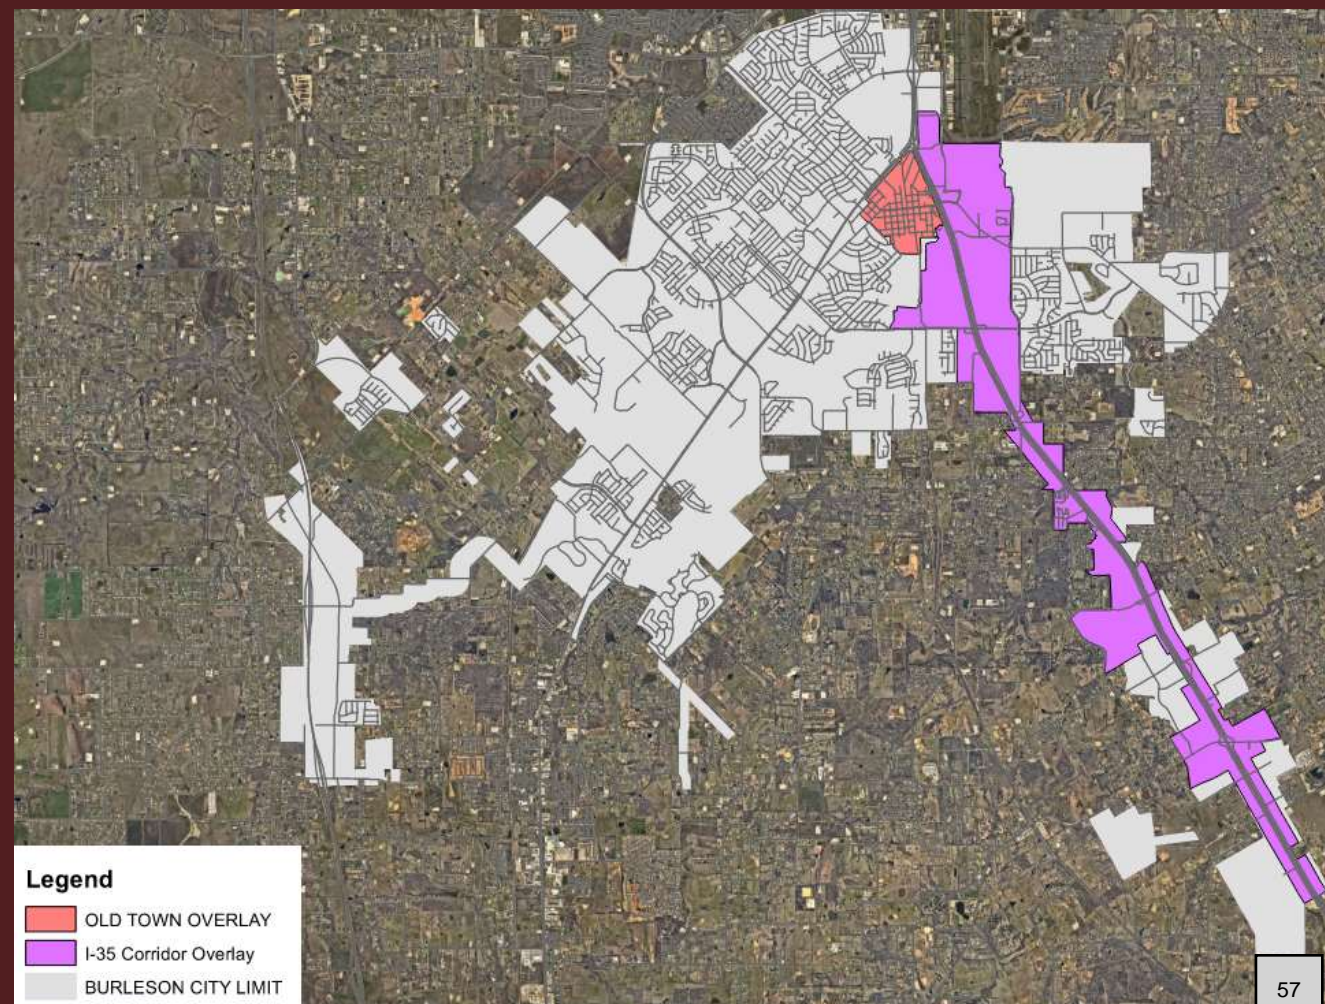 Legend
OLD TOWN OVERLAY
I-35 Corridor Overlay
BURLESON CITY LIMIT
57